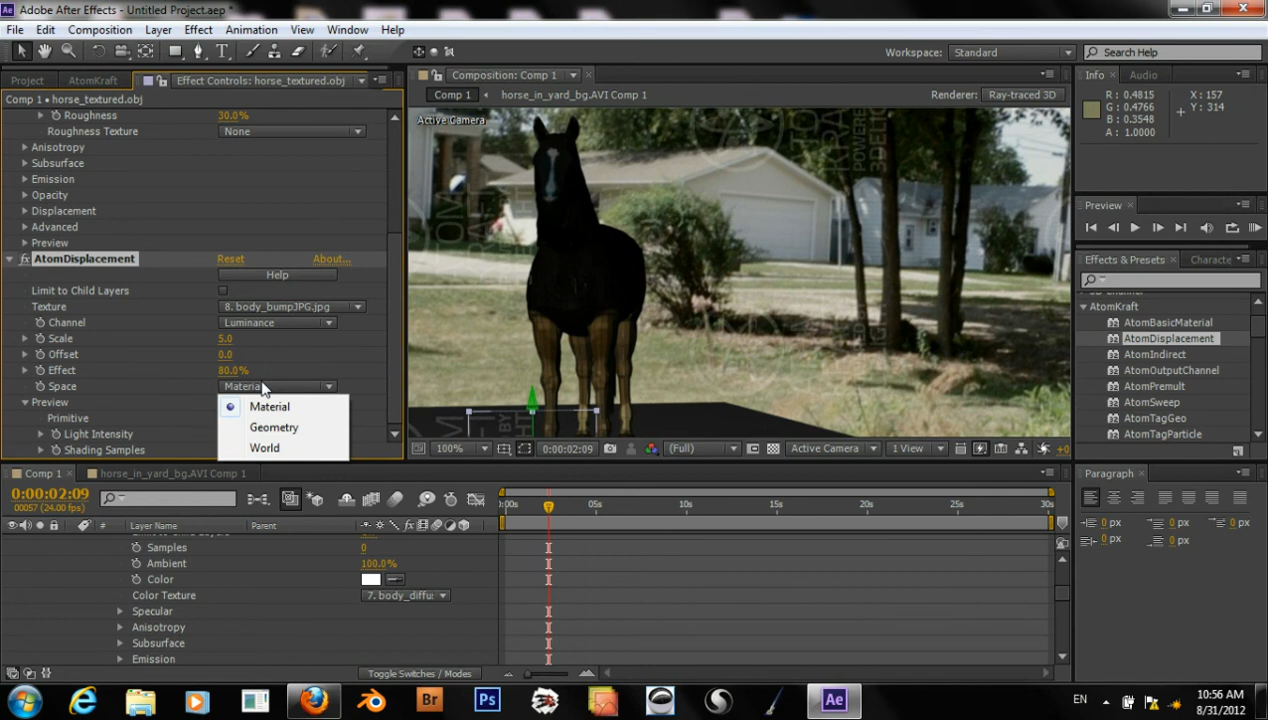 Adobe After Effects - Untitled Project.aep *
File Edit Composition Layer Effect Animation View Window Help
Workspace: Standard
Search Help
Project AtomKraft Effect Controls: horse_textured.obj
Comp 1 • horse_textured.obj
Roughness 30.0%
Roughness Texture None
Anisotropy
Subsurface
Emission
Opacity
Displacement
Advanced
Preview
fx AtomDisplacement Reset About...
Help
Limit to Child Layers
Texture 8. body_bumpJPG.jpg
Channel Luminance
Scale 5.0
Offset 0.0
Effect 80.0%
Space Material
Material
Geometry
World
Preview
Primitive
Light Intensity
Shading Samples
Composition: Comp 1
Comp 1 horse_in_yard_bg.AVI Comp 1
Renderer: Ray-traced 3D
Active Camera
100% 0:00:02:09 (Full) Active Camera 1 View +0
Info Audio
R : 0.4815
G : 0.4766
B : 0.3548
A : 1.0000
X : 157
Y : 314
Preview
Effects & Presets Characte
AtomKraft
AtomBasicMaterial
AtomDisplacement
AtomIndirect
AtomOutputChannel
AtomPremult
AtomSweep
AtomTagGeo
AtomTagParticle
Comp 1 horse_in_yard_bg.AVI Comp 1
0:00:02:09
00057 (24.00 fps)
# Layer Name Parent
:00s 05s 10s 15s 20s 25s 30s
Samples 0
Ambient 100.0%
Color
Color Texture 7. body_diffu:
Specular
Anisotropy
Subsurface
Emission
Toggle Switches / Modes
Paragraph
0 px 0 px 0 px
0 px 0 px
EN
10:56 AM
8/31/2012